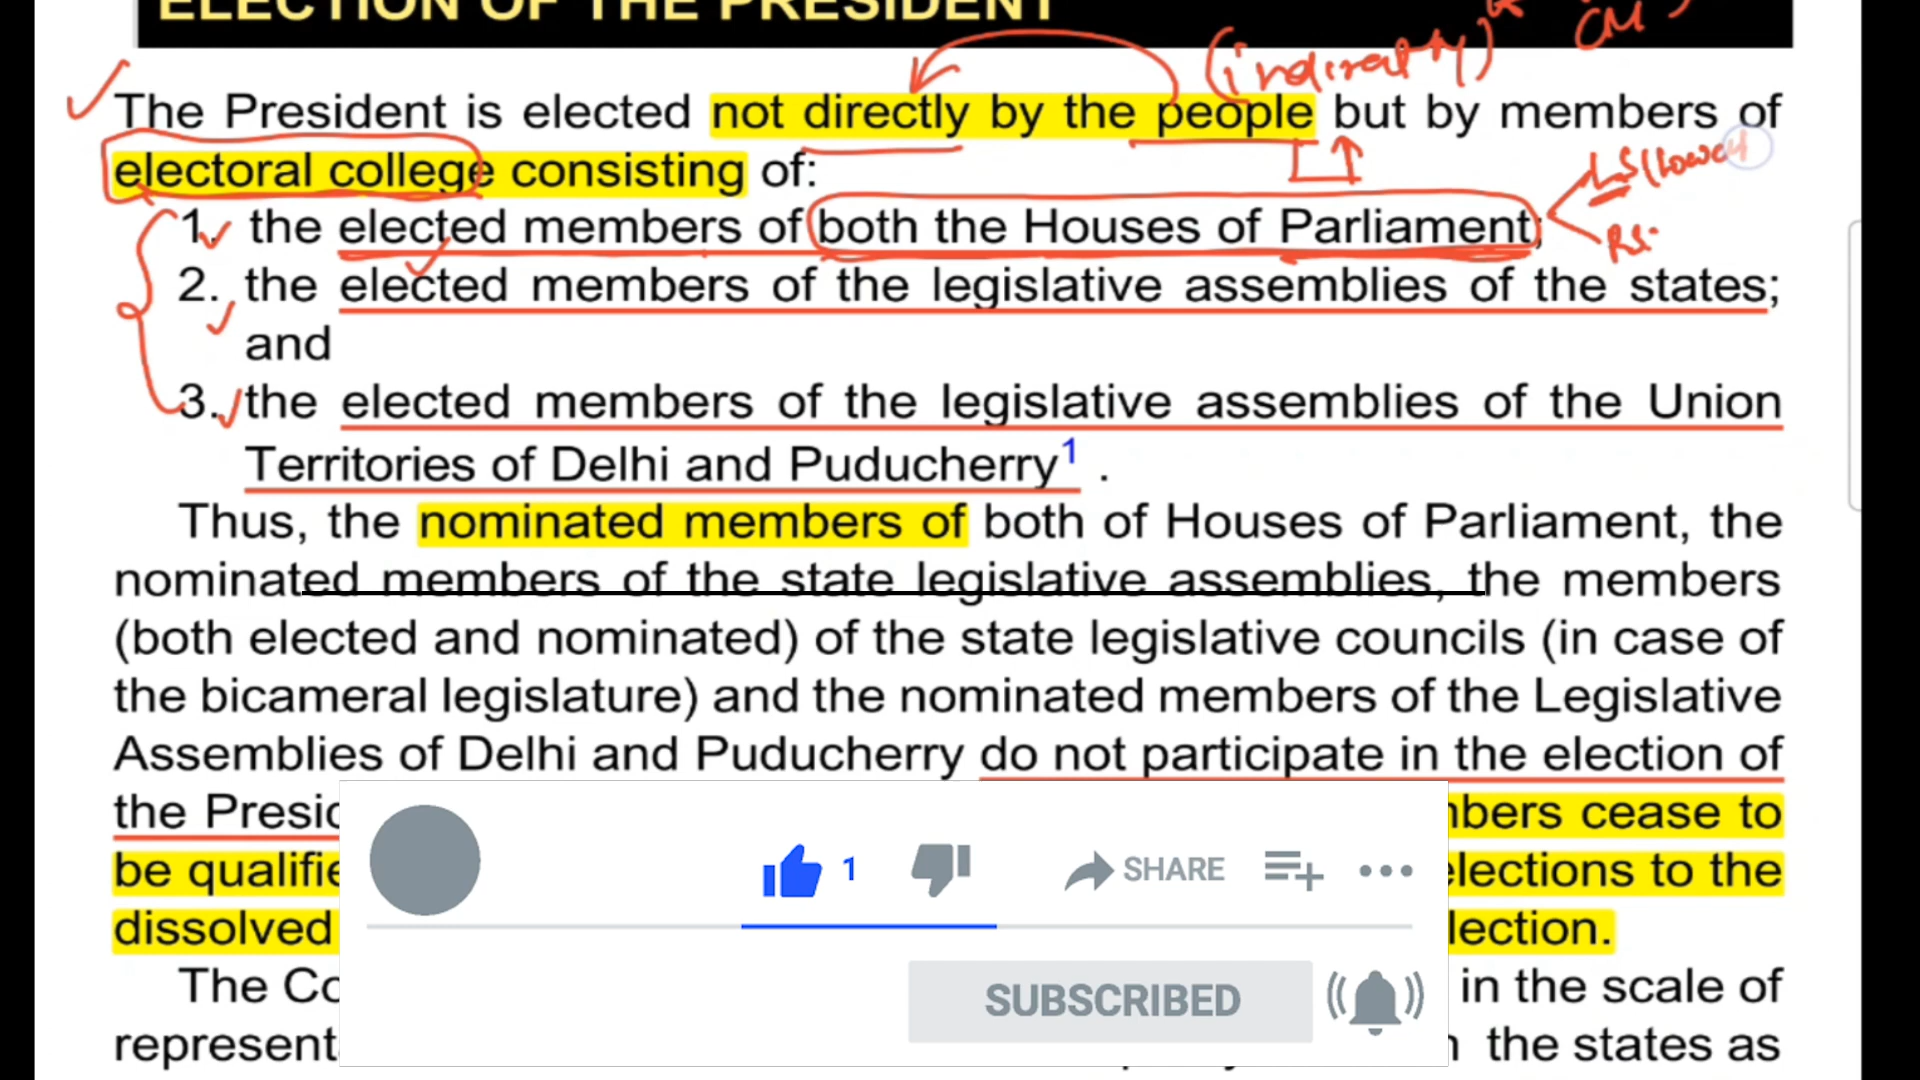 ELECTION OF THE PRESIDENT
CM
(indirectly)
The President is elected not directly by the people but by members of
electoral college consisting of:
LS (Lower
1. the elected members of both the Houses of Parliament;
RS
2. the elected members of the legislative assemblies of the states;
and
3. the elected members of the legislative assemblies of the Union
Territories of Delhi and Puducherry1 .
Thus, the nominated members of both of Houses of Parliament, the
nominated members of the state legislative assemblies, the members
(both elected and nominated) of the state legislative councils (in case of
the bicameral legislature) and the nominated members of the Legislative
Assemblies of Delhi and Puducherry do not participate in the election of
the cease to
be elections to the
dissolved
The in the scale of
the states as
1 SHARE
SUBSCRIBED